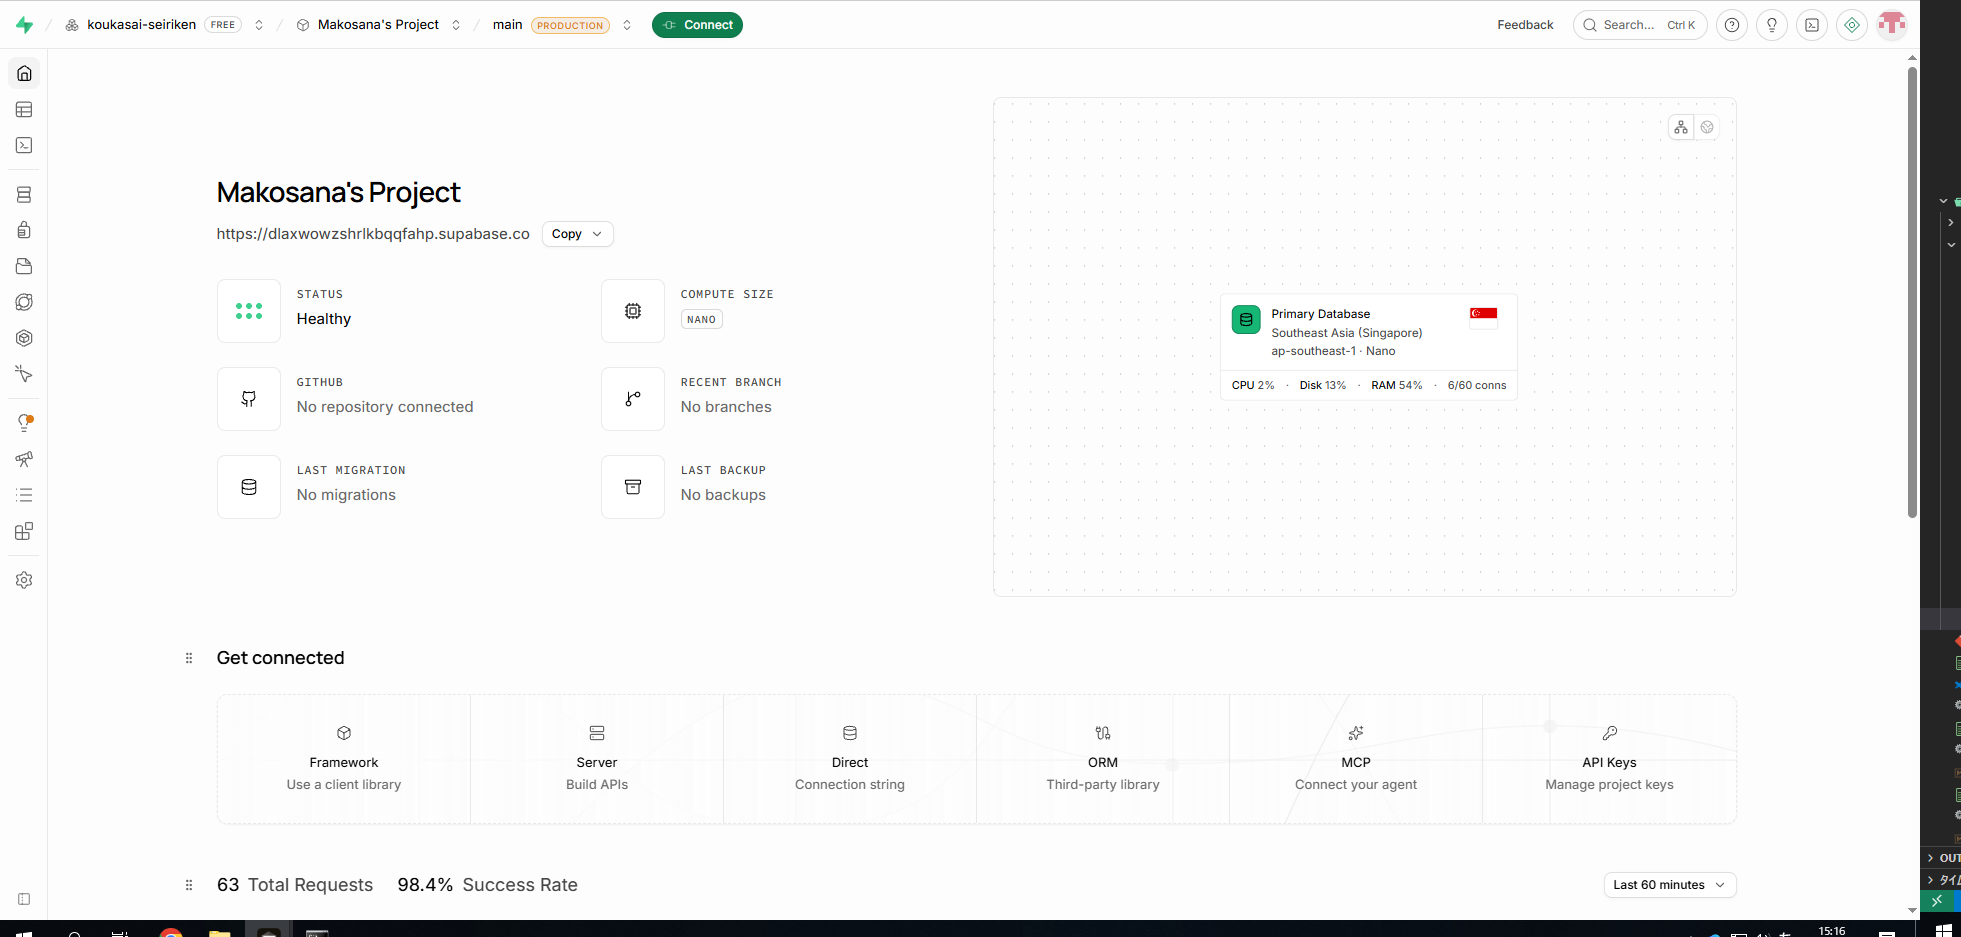 koukasai-seiriken FREE Makosana's Project main PRODUCTION Connect Feedback Search... Ctrl K
Makosana's Project
https://dlaxwowzshrlkbqqfahp.supabase.co Copy
STATUS
Healthy
COMPUTE SIZE
NANO
GITHUB
No repository connected
RECENT BRANCH
No branches
LAST MIGRATION
No migrations
LAST BACKUP
No backups
Primary Database
Southeast Asia (Singapore)
ap-southeast-1 · Nano
CPU 2% · Disk 13% · RAM 54% · 6/60 conns
Get connected
Framework
Use a client library
Server
Build APIs
Direct
Connection string
ORM
Third-party library
MCP
Connect your agent
API Keys
Manage project keys
63 Total Requests 98.4% Success Rate Last 60 minutes
OUT
タイム
15:16